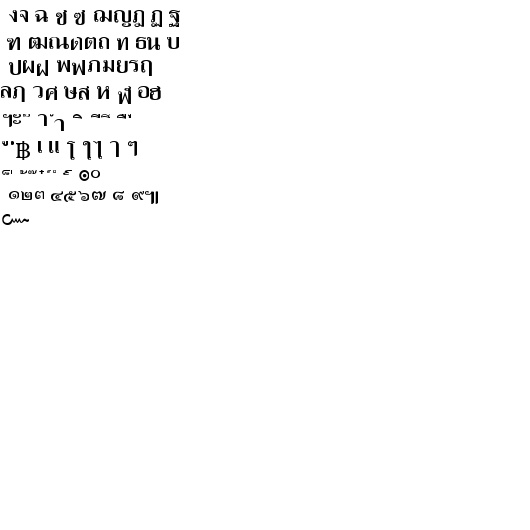 งจ ฉ ช ซ ฌญฎ ฏ ฐ
ฑ ฒณดตถ ท ธน บ
ปผฝ พฟภมยรฤ
ลฦ วศ ษส ห ฬ อฮ
ฯะ
฿ เ แ โ ใไ ๅ ๆ
๏๐
๑๒๓ ๔๕๖๗ ๘ ๙๚
๛